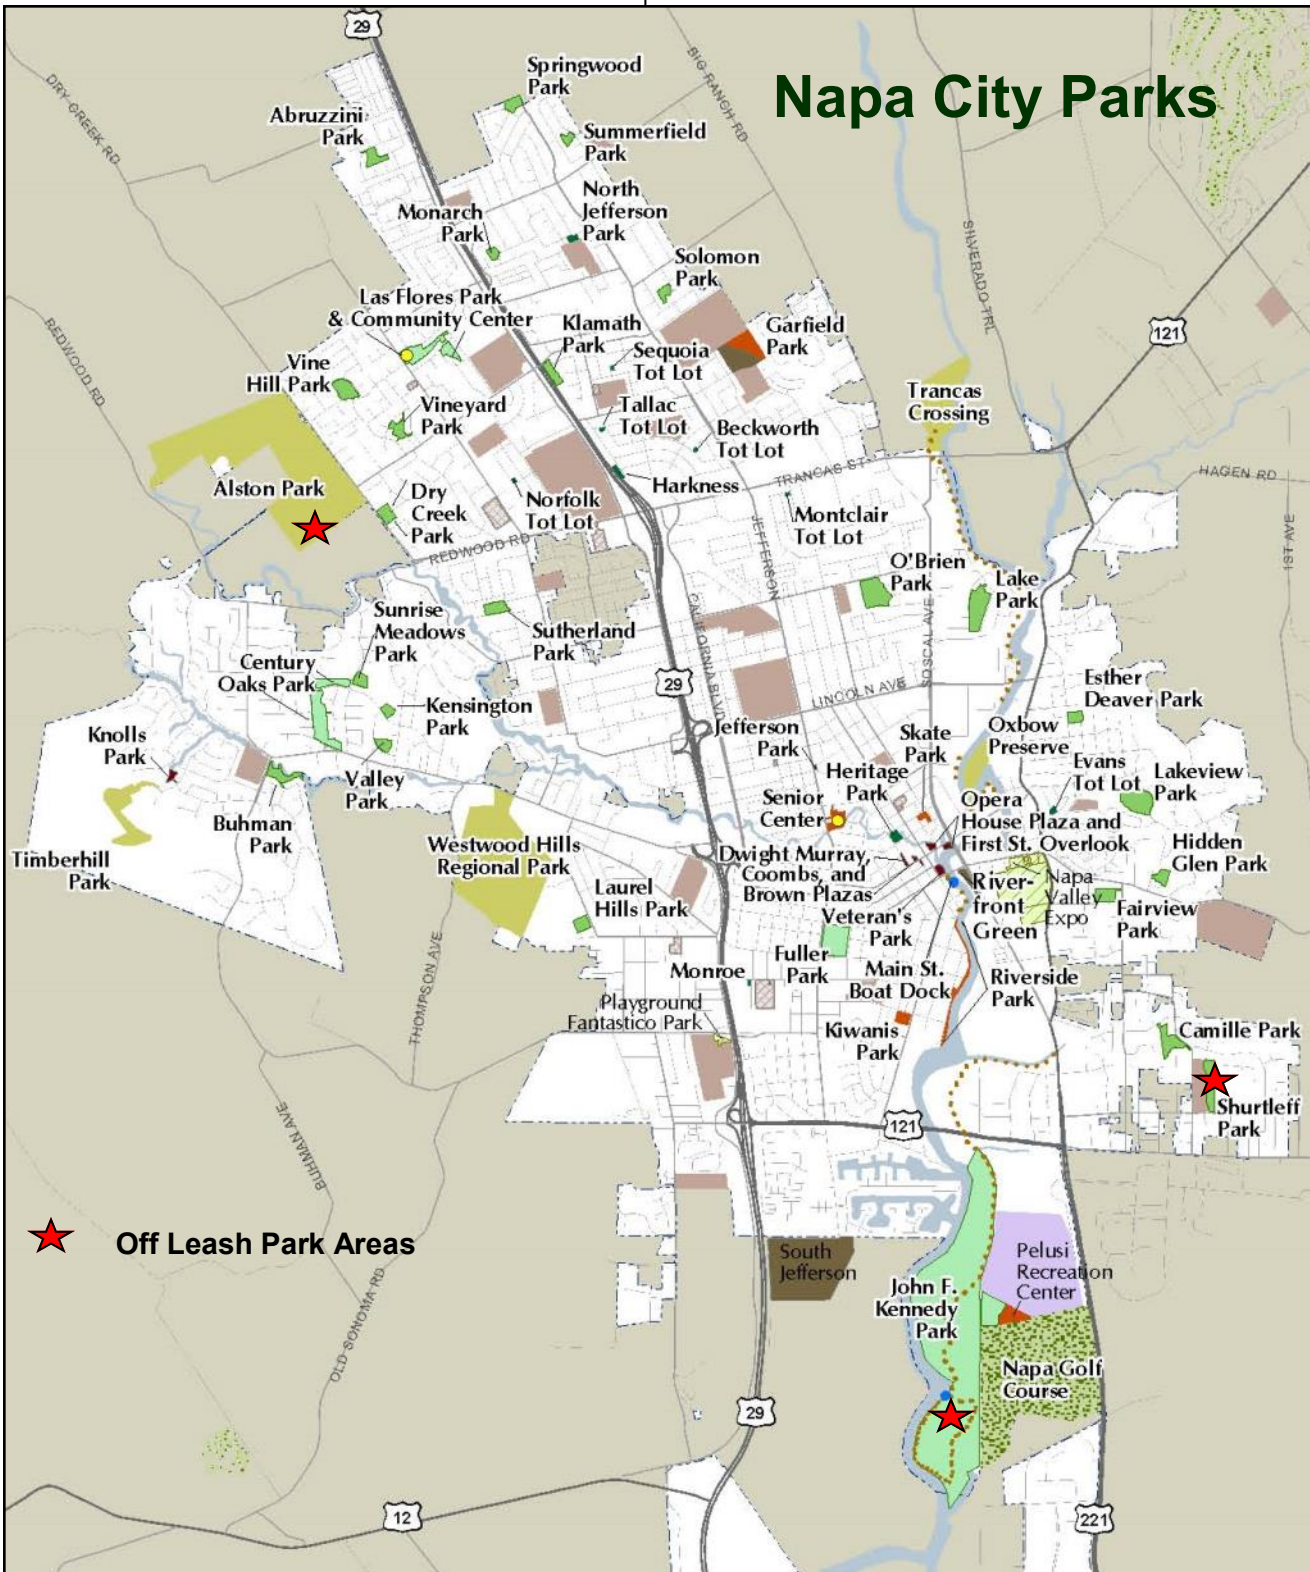 Napa City Parks
29
DRY CREEK RD
BIG RANCH RD
Springwood
Park
Abruzzini
Park
Summerfield
Park
North
Jefferson
Park
Monarch
Park
SILVERADO TRL
Solomon
Park
Las Flores Park
& Community Center
Klamath
Park
Garfield
Park
121
REDWOOD RD
Sequoia
Tot Lot
Vine
Hill Park
Vineyard
Park
Tallac
Tot Lot
Beckworth
Tot Lot
Trancas
Crossing
TRANCAS ST
HAGEN RD
1ST AVE
Alston Park
Dry
Creek
Park
Norfolk
Tot Lot
Harkness
JEFFERSON
Montclair
Tot Lot
REDWOOD RD
O'Brien
Park
Lake
Park
Sunrise
Meadows
Park
Sutherland
Park
CALIFORNIA BLVD
SOSCAL AVE
Century
Oaks Park
29
LINCOLN AVE
Esther
Deaver Park
Kensington
Park
Knolls
Park
Jefferson
Park
Skate
Park
Oxbow
Preserve
Valley
Park
Heritage
Park
Evans
Tot Lot
Lakeview
Park
Senior
Center
Opera
House Plaza and
First St. Overlook
Buhman
Park
Timberhill
Park
Westwood Hills
Regional Park
Dwight Murray,
Coombs, and
Brown Plazas
Hidden
Glen Park
Laurel
Hills Park
River-
front
Green
Napa
Valley
Expo
Veteran's
Park
Fairview
Park
THOMPSON AVE
Fuller
Park
Monroe
Main St.
Boat Dock
Riverside
Park
Playground
Fantastico Park
Kiwanis
Park
Camille Park
Shurtleff
Park
BUHMAN AVE
121
Off Leash Park Areas
South
Jefferson
Pelusi
Recreation
Center
John F.
Kennedy
Park
OLD SONOMA RD
Napa Golf
Course
29
12
221